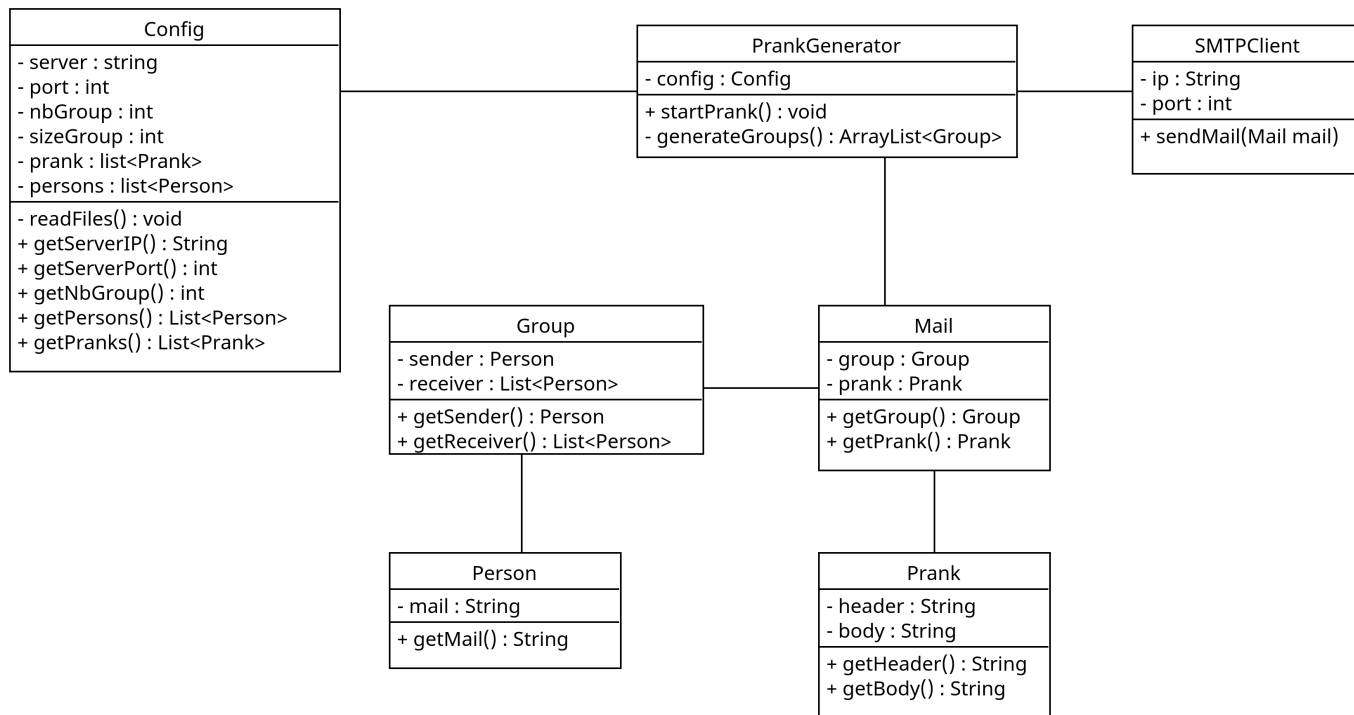 Config
- server : string
- port : int
- nbGroup : int
- sizeGroup : int
- prank : list<Prank>
- persons : list<Person>
- readFiles() : void
+ getServerIP() : String
+ getServerPort() : int
+ getNbGroup() : int
+ getPersons() : List<Person>
+ getPranks() : List<Prank>
PrankGenerator
- config : Config
+ startPrank() : void
- generateGroups() : ArrayList<Group>
SMTPClient
- ip : String
- port : int
+ sendMail(Mail mail)
Group
- sender : Person
- receiver : List<Person>
+ getSender() : Person
+ getReceiver() : List<Person>
Mail
- group : Group
- prank : Prank
+ getGroup() : Group
+ getPrank() : Prank
Person
- mail : String
+ getMail() : String
Prank
- header : String
- body : String
+ getHeader() : String
+ getBody() : String